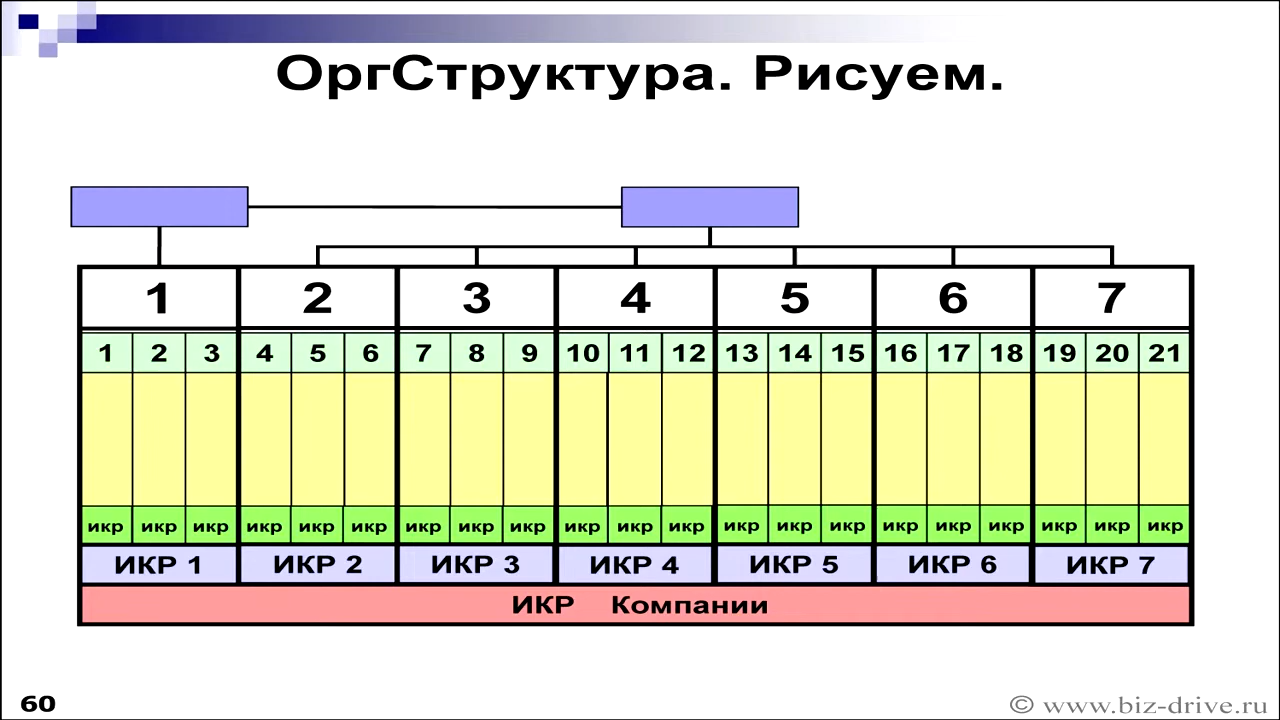 ОргСтруктура. Рисуем.
1 2 3 4 5 6 7
1 2 3 4 5 6 7 8 9 10 11 12 13 14 15 16 17 18 19 20 21
икр икр икр икр икр икр икр икр икр икр икр икр икр икр икр икр икр икр икр икр икр
ИКР 1 ИКР 2 ИКР 3 ИКР 4 ИКР 5 ИКР 6 ИКР 7
ИКР Компании
60 © www.biz-drive.ru